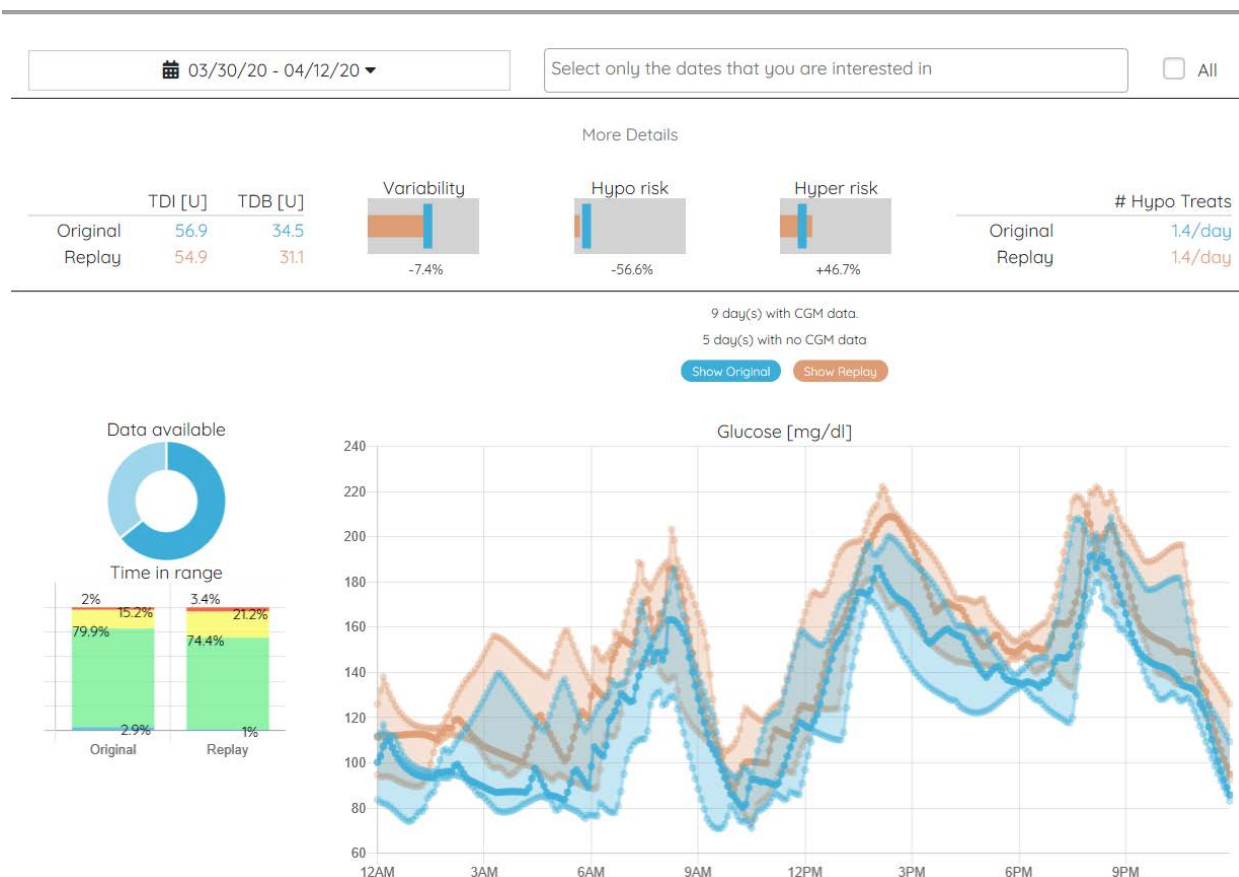 03/30/20 - 04/12/20
Select only the dates that you are interested in
All
More Details
TDI [U] TDB [U]
Original 56.9 34.5
Replay 54.9 31.1
Variability
-7.4%
Hypo risk
-56.6%
Hyper risk
+46.7%
# Hypo Treats
Original 1.4/day
Replay 1.4/day
9 day(s) with CGM data.
5 day(s) with no CGM data
Show Original
Show Replay
Data available
Time in range
2% 3.4%
15.2% 21.2%
79.9% 74.4%
2.9% 1%
Original Replay
Glucose [mg/dl]
240
220
200
180
160
140
120
100
80
60
12AM 3AM 6AM 9AM 12PM 3PM 6PM 9PM